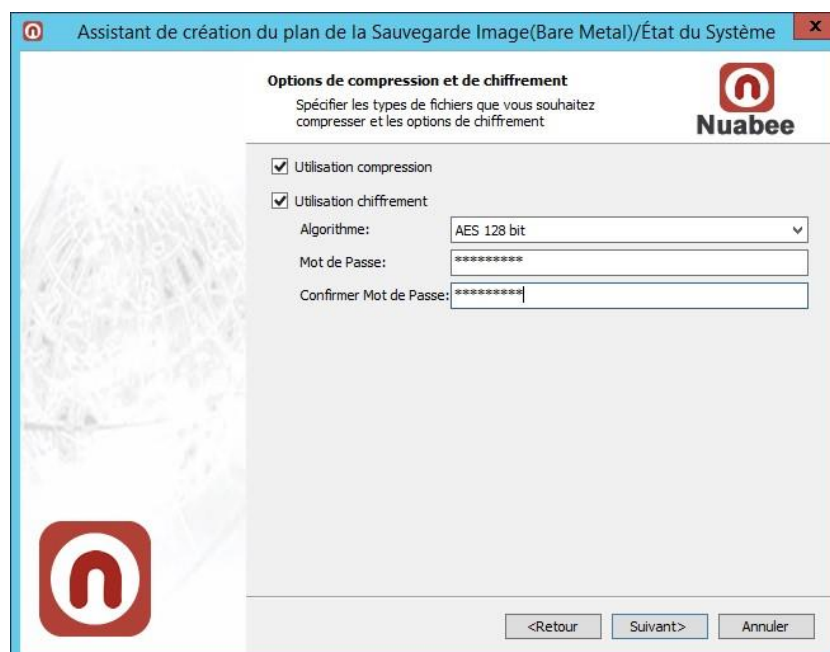 Assistant de création du plan de la Sauvegarde Image(Bare Metal)/État du Système
x
Options de compression et de chiffrement
Spécifier les types de fichiers que vous souhaitez
compresser et les options de chiffrement
Nuabee
Utilisation compression
Utilisation chiffrement
Algorithme: AES 128 bit
Mot de Passe: *********
Confirmer Mot de Passe: *********
<Retour Suivant> Annuler